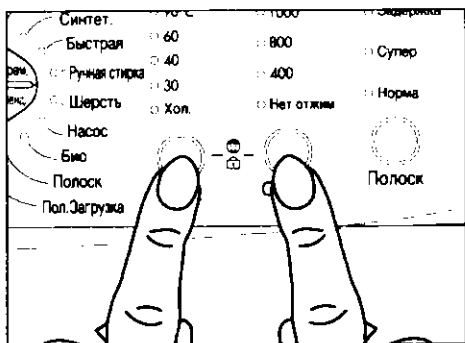 Синтет.
Быстрая
Ручная стирка
Шерсть
Насос
Био
Полоск
Пол.Загрузка
60
40
30
Хол.
1000
800
400
Нет отжим
Задержка
Супер
Норма
Полоск